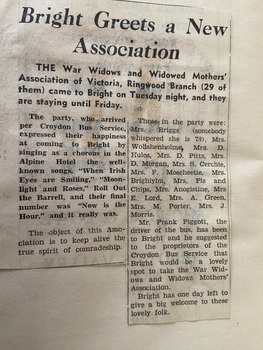 Bright Greets a New
Association
THE War Widows and Widowed Mothers'
Association of Victoria, Ringwood Branch (29 of
them) came to Bright on Tuesday night, and they
are staying until Friday.
The party, who arrived
per Croydon Bus Service,
expressed their happiness
at coming to Bright by
singing as a chorous in the
Alpine Hotel the well-
known songs, "When Irish
Eyes are Smiling," "Moon-
light and Roses," Roll Out
the Barrell, and their final
number was "Now is the
Hour," and it really was.
The object of this Asso-
ciation is to keep alive the
true spirit of comradeship.
Those in the party were:
Mrs. Briggs (somebody
whispered she is 75), Mrs.
Wollshenholme, Mrs. D.
Kulos, Mrs. D. Pitts, Mrs.
D. Morgan, Mrs. S. Cerchie,
Mrs. F. Moschettie, Mrs.
Brightylyn, Mrs. Fis and
Chips, Mrs. Anogistine, Mrs
E. Lord, Mrs. A. Green,
Mrs. M. Porter, Mrs. J.
Morris.
Mr. Frank Piggott, the
driver of the bus, has been
to Bright and he suggested
to the proprietors of the
Croydon Bus Service that
Bright would be a lovely
spot to take the War Wid-
ows and Widows Mothers'
Association.
Bright has one day left to
give a big welcome to these
lovely folk.